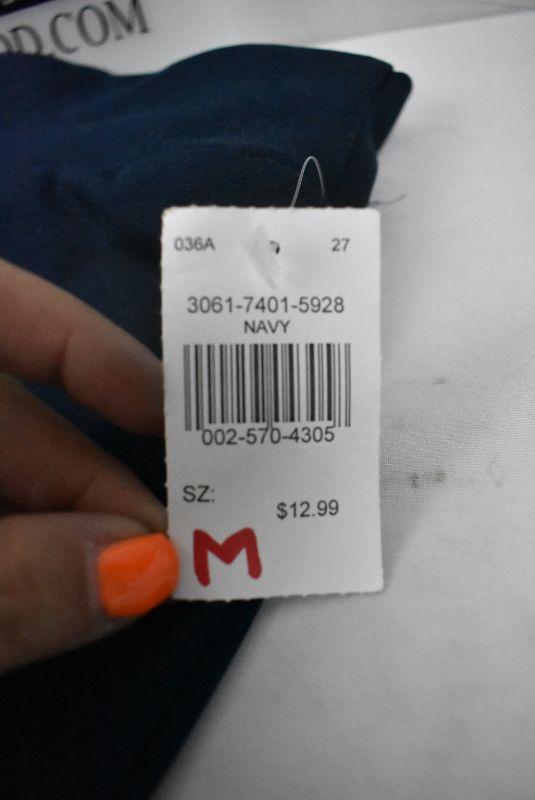 .COM
036A 27
3061-7401-5928
NAVY
002-570-4305
SZ:
$12.99
M